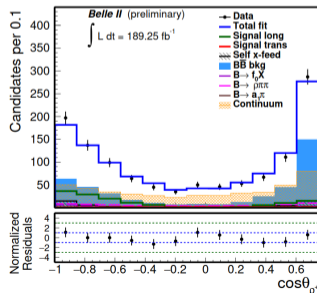 Belle II (preliminary)
∫ L dt = 189.25 fb⁻¹
Data
Total fit
Signal long
Signal trans
Self x-feed
BB̄ bkg
B→ f₀X
B→ ρππ
B→ a₁π
Continuum
Candidates per 0.1
400
350
300
250
200
150
100
50
Normalized
Residuals
4
2
0
-2
-4
-1 -0.8 -0.6 -0.4 -0.2 0 0.2 0.4 0.6
cosθ